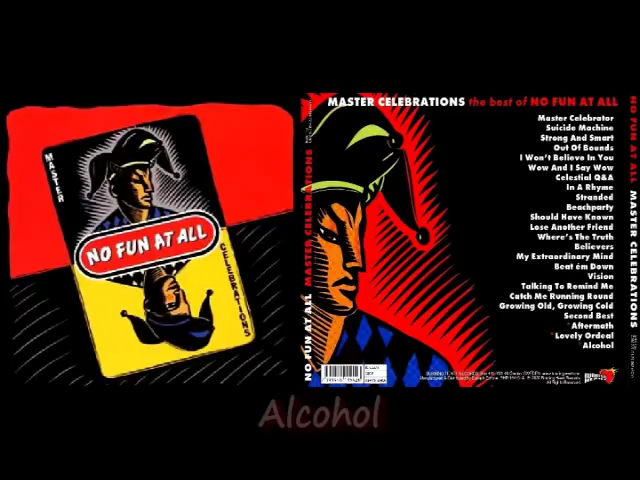 MASTER
NO FUN AT ALL
CELEBRATIONS
NO FUN AT ALL MASTER CELEBRATIONS
MASTER CELEBRATIONS the best of NO FUN AT ALL
Master Celebrator
Suicide Machine
Strong And Smart
Out Of Bounds
I Won't Believe In You
Wow And I Say Wow
Celestial Q&A
In A Rhyme
Stranded
Beachparty
Should Have Known
Lose Another Friend
Where's The Truth
Believers
My Extraordinary Mind
Beat êm Down
Vision
Talking To Remind Me
Catch Me Running Round
Growing Old, Growing Cold
Second Best
*Aftermath
*Lovely Ordeal
*Alcohol
NO FUN AT ALL MASTER CELEBRATIONS
Alcohol